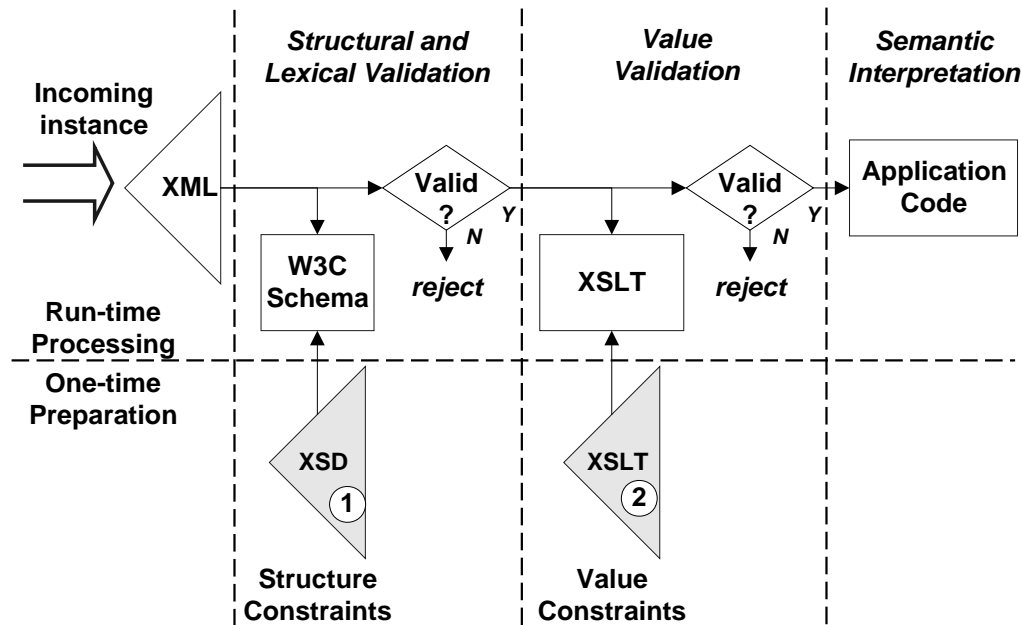 Structural and
Lexical Validation
Value
Validation
Semantic
Interpretation
Incoming
instance
XML
Valid
?
Y
N
reject
W3C
Schema
Valid
?
Y
N
reject
XSLT
Application
Code
Run-time
Processing
One-time
Preparation
XSD
1
XSLT
2
Structure
Constraints
Value
Constraints